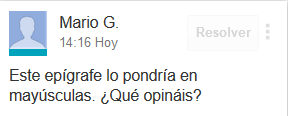 Mario G.
14:16 Hoy
Resolver
Este epígrafe lo pondría en
mayúsculas. ¿Qué opináis?